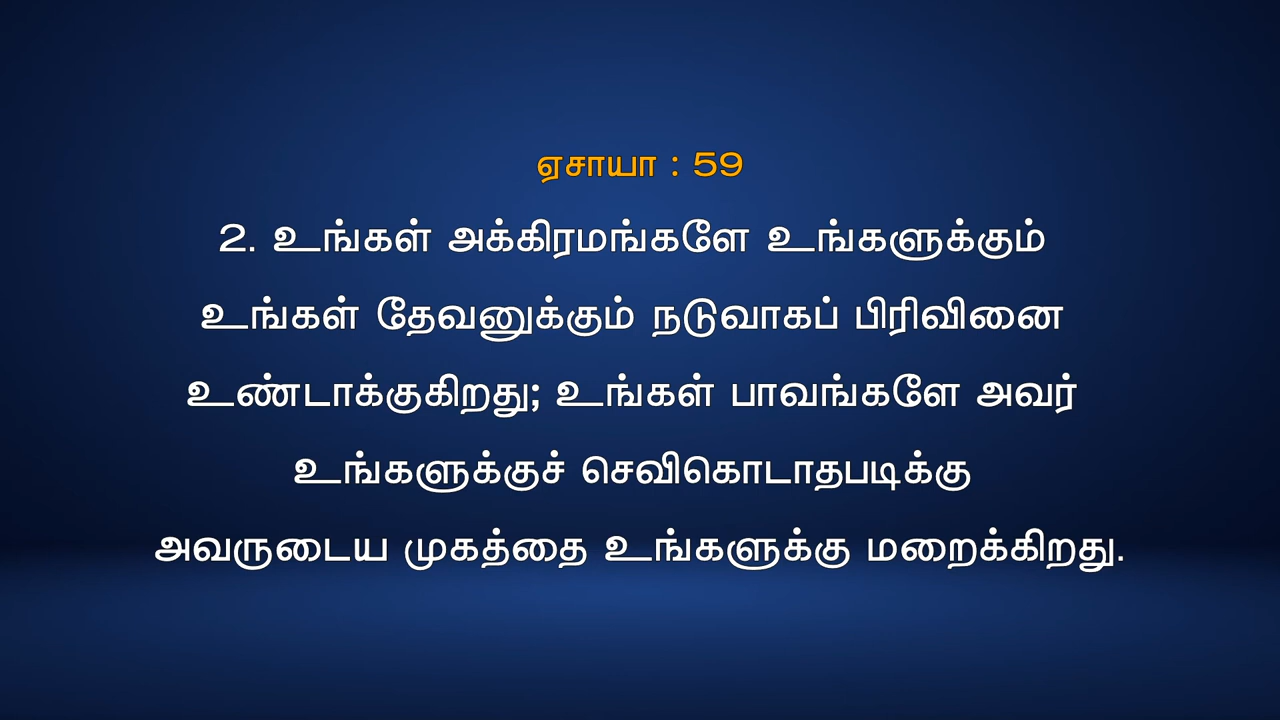 ஏசாயா : 59
2. உங்கள் அக்கிரமங்களே உங்களுக்கும்
உங்கள் தேவனுக்கும் நடுவாகப் பிரிவினை
உண்டாக்குகிறது; உங்கள் பாவங்களே அவர்
உங்களுக்குச் செவிகொடாதபடிக்கு
அவருடைய முகத்தை உங்களுக்கு மறைக்கிறது.